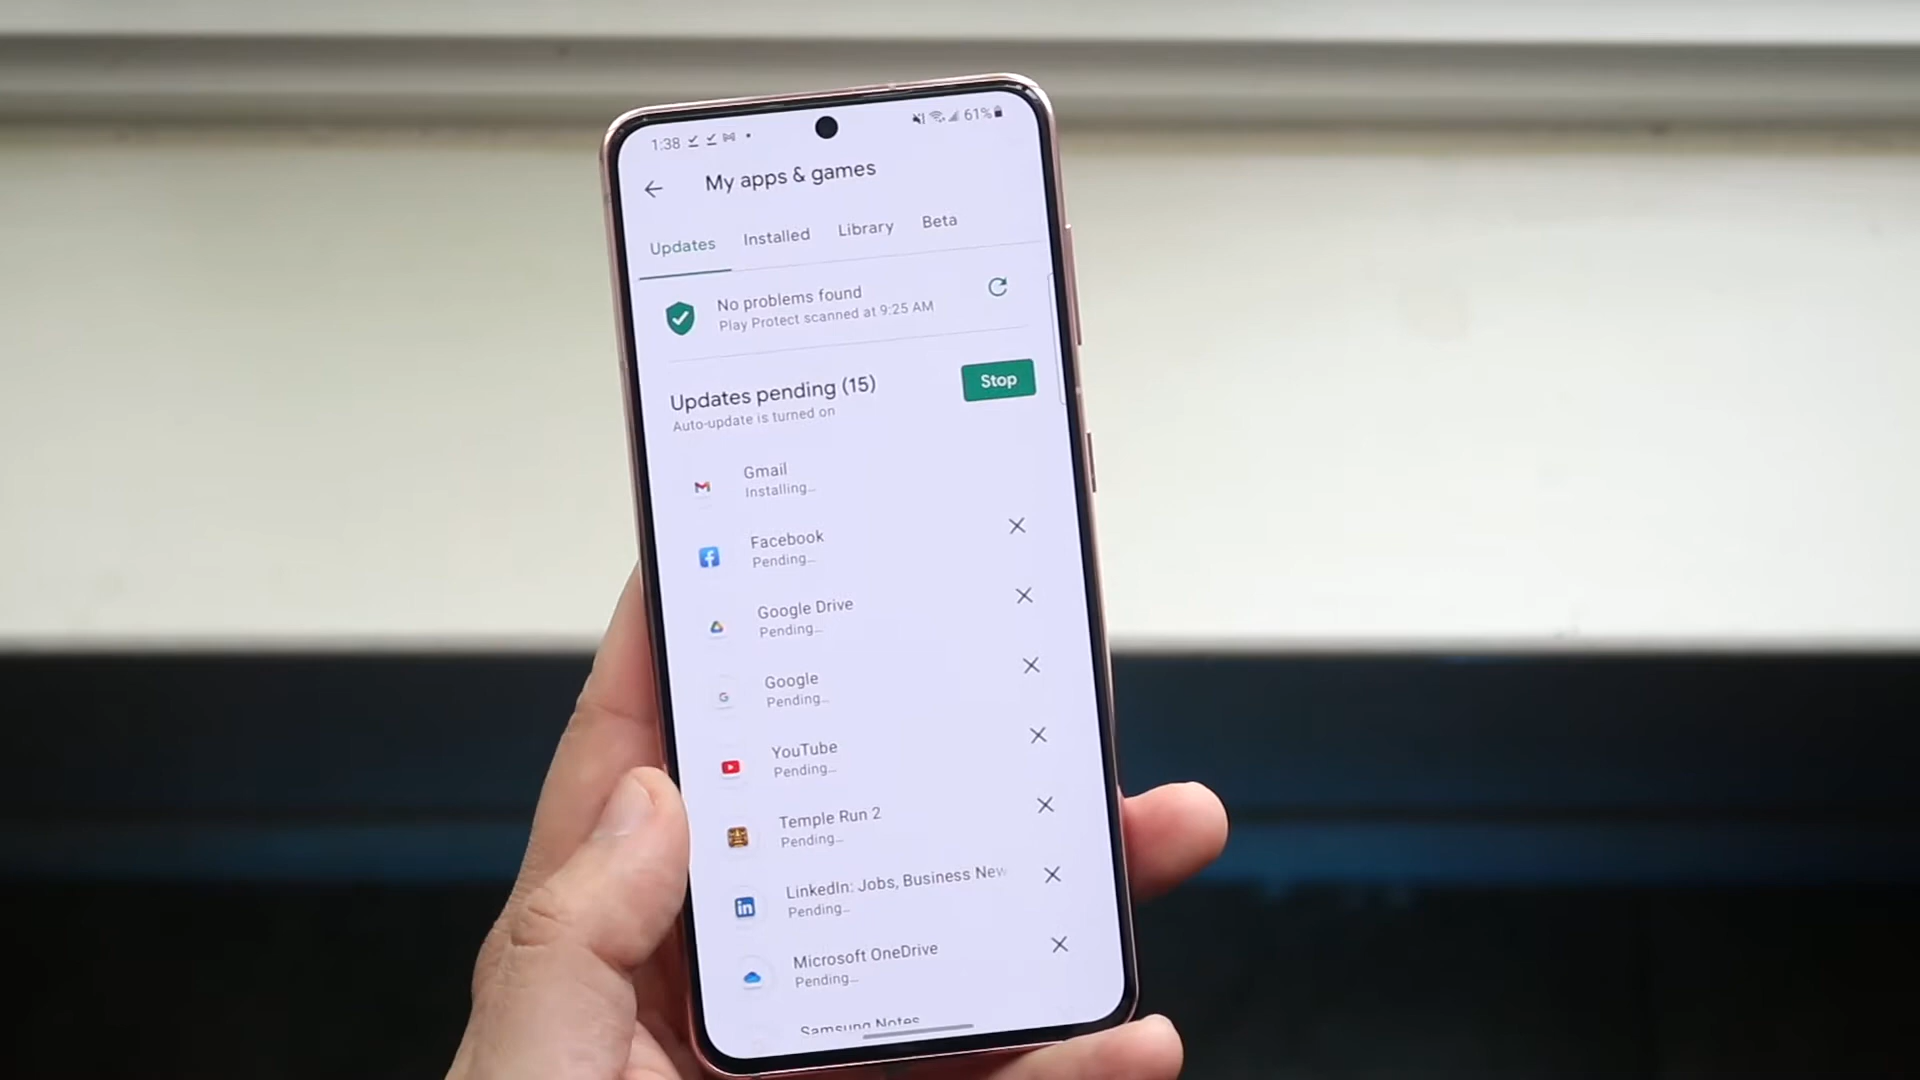 1:38
61%
My apps & games
Updates Installed Library Beta
No problems found
Play Protect scanned at 9:25 AM
Updates pending (15)
Stop
Auto-update is turned on
Gmail
Installing...
Facebook
Pending...
Google Drive
Pending...
Google
Pending...
YouTube
Pending...
Temple Run 2
Pending...
LinkedIn: Jobs, Business New
Pending...
Microsoft OneDrive
Pending...
Samsung Notes